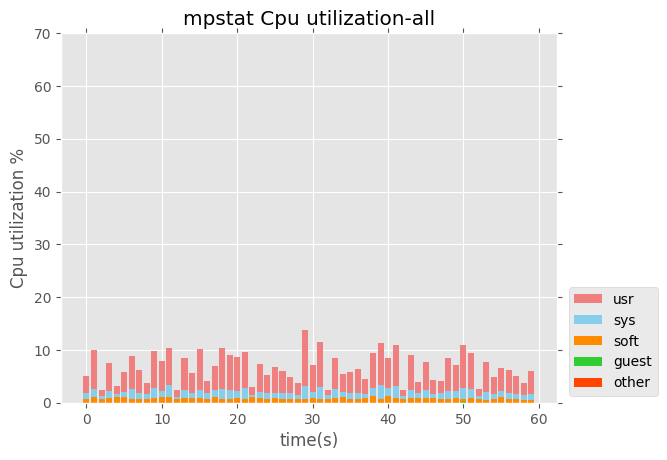 mpstat Cpu utilization-all
Cpu utilization %
70
60
50
40
30
20
10
0
0 10 20 30 40 50 60
time(s)
usr
sys
soft
guest
other